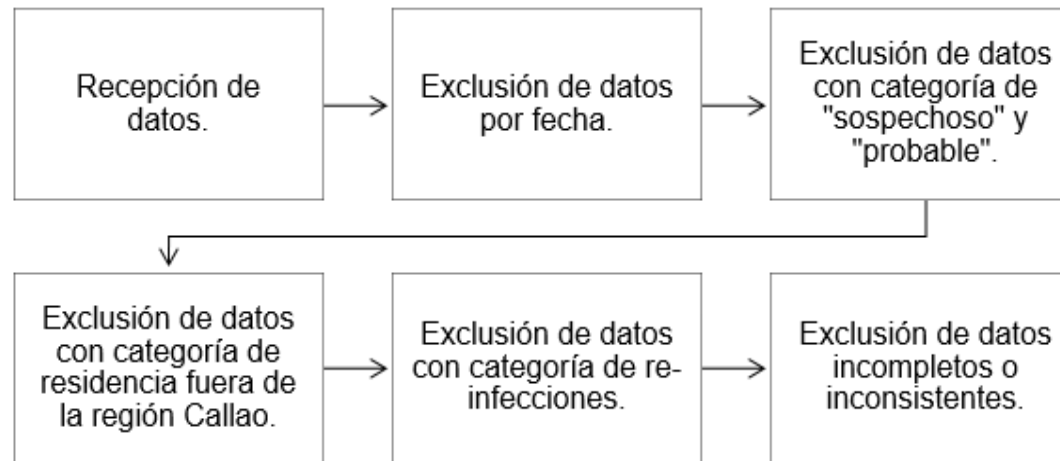 Recepción de
datos.
Exclusión de datos
por fecha.
Exclusión de datos
con categoría de
"sospechoso" y
"probable".
Exclusión de datos
con categoría de
residencia fuera de
la región Callao.
Exclusión de datos
con categoría de re-
infecciones.
Exclusión de datos
incompletos o
inconsistentes.